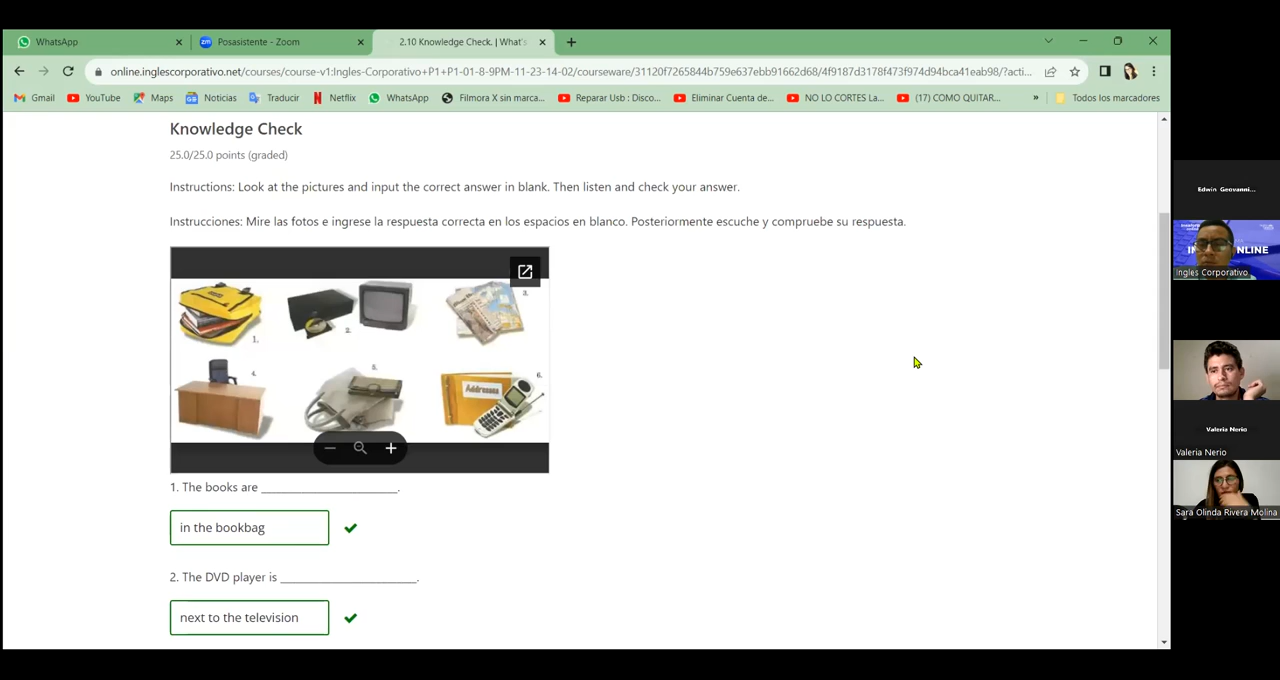 WhatsApp
Posasistente - Zoom
2.10 Knowledge Check. | What's
online.inglescorporativo.net/courses/course-v1:Ingles-Corporativo+P1+P1-01-8-9PM-11-23-14-02/courseware/31120f7265844b759e637ebb91662d68/4f9187d3178f473f974d94bca41eab98/?acti...
Gmail
YouTube
Maps
Noticias
Traducir
Netflix
WhatsApp
Filmora X sin marca...
Reparar Usb : Disco...
Eliminar Cuenta de...
NO LO CORTES La...
(17) COMO QUITAR...
»
Todos los marcadores
Knowledge Check
25.0/25.0 points (graded)
Instructions: Look at the pictures and input the correct answer in blank. Then listen and check your answer.
Instrucciones: Mire las fotos e ingrese la respuesta correcta en los espacios en blanco. Posteriormente escuche y compruebe su respuesta.
1.
2.
3.
4.
5.
6.
Addresses
1. The books are ______________________.
in the bookbag
2. The DVD player is ______________________.
next to the television
Edwin Geovanni...
NLINE
Ingles Corporativo
Valeria Nerio
Valeria Nerio
Sara Olinda Rivera Molina